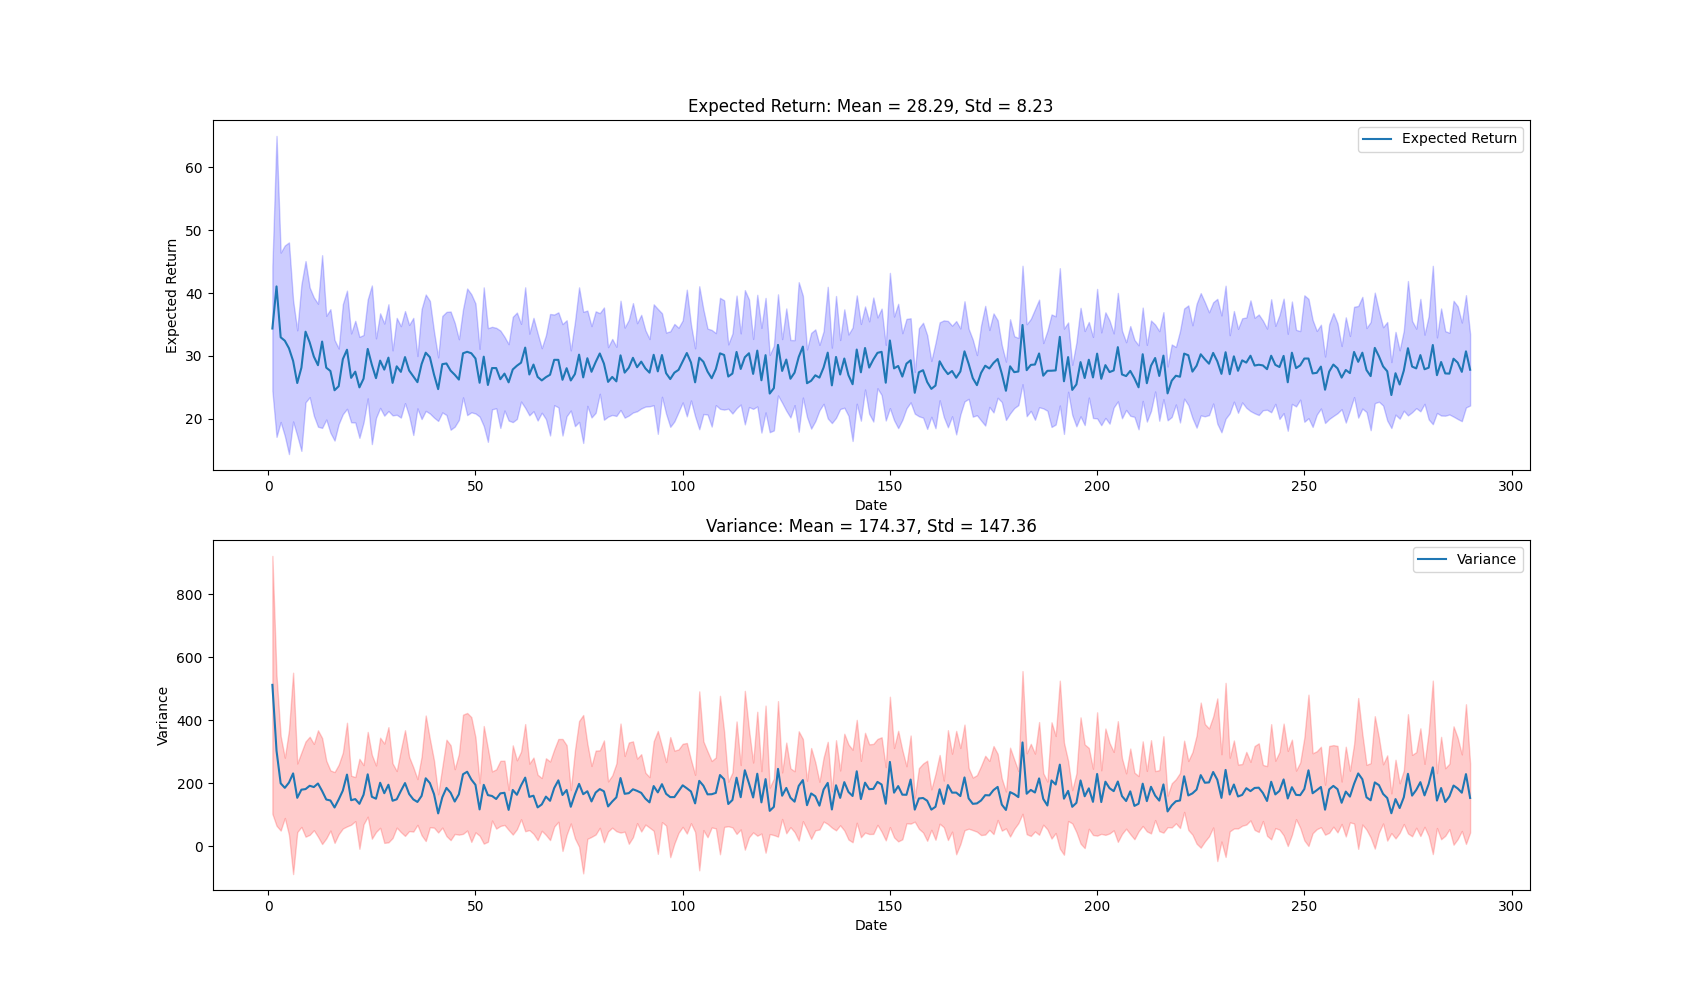 Expected Return: Mean = 28.29, Std = 8.23
Expected Return
Expected Return
60
50
40
30
20
0 50 100 150 200 250 300
Date
Variance: Mean = 174.37, Std = 147.36
Variance
Variance
800
600
400
200
0
0 50 100 150 200 250 300
Date